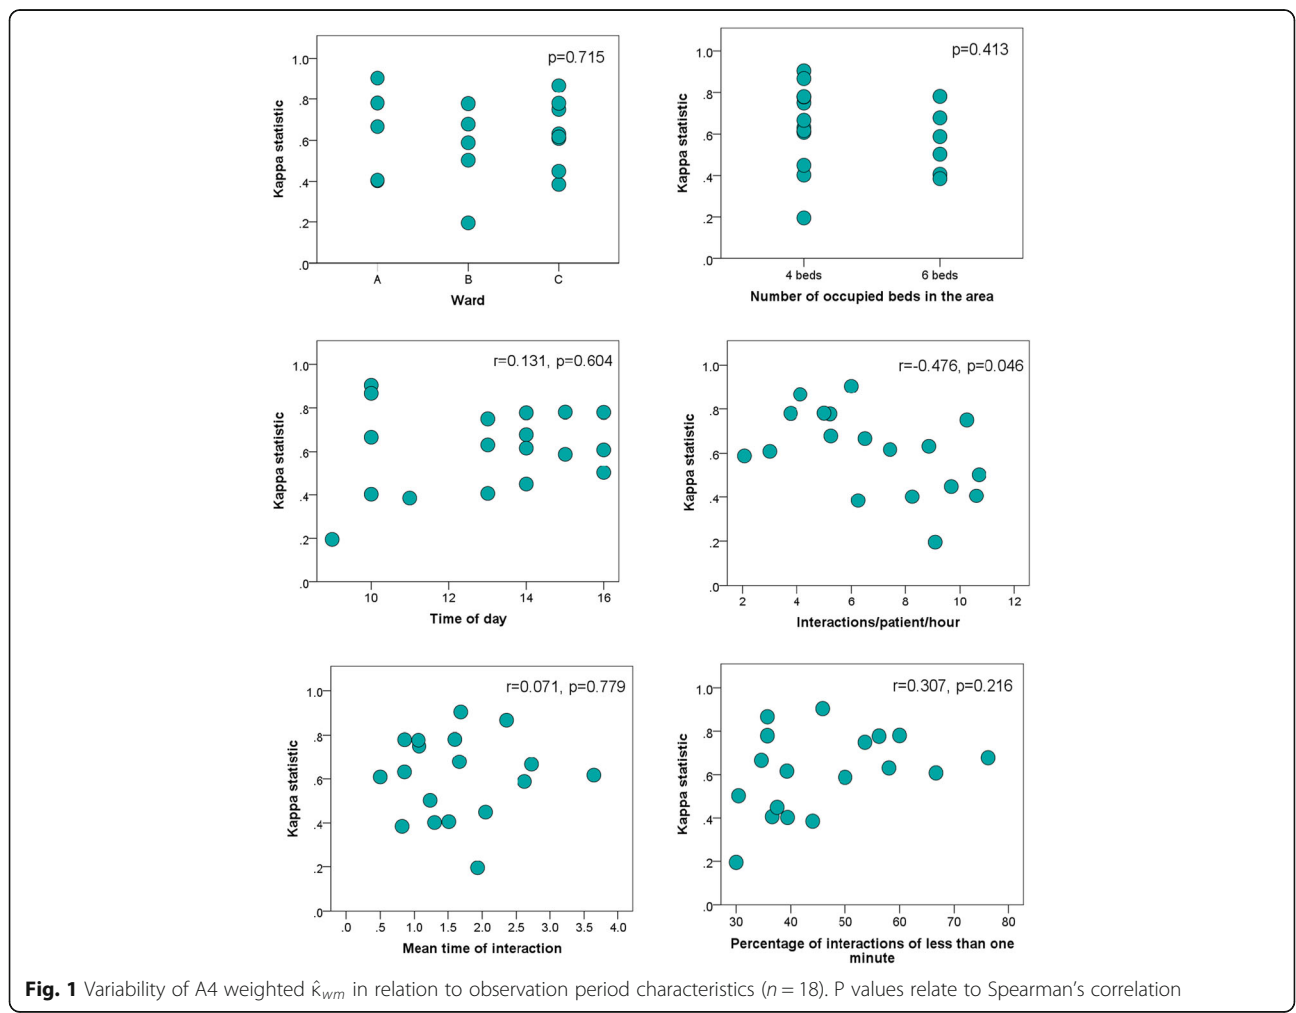 p=0.715
1.0
.8
.6
.4
.2
.0
Kappa statistic
A B C
Ward
p=0.413
1.0
.8
.6
.4
.2
.0
Kappa statistic
4 beds 6 beds
Number of occupied beds in the area
r=0.131, p=0.604
1.0
.8
.6
.4
.2
.0
Kappa statistic
10 12 14 16
Time of day
r=-0.476, p=0.046
1.0
.8
.6
.4
.2
.0
Kappa statistic
2 4 6 8 10 12
Interactions/patient/hour
r=0.071, p=0.779
1.0
.8
.6
.4
.2
.0
Kappa statistic
.0 .5 1.0 1.5 2.0 2.5 3.0 3.5 4.0
Mean time of interaction
r=0.307, p=0.216
1.0
.8
.6
.4
.2
.0
Kappa statistic
30 40 50 60 70 80
Percentage of interactions of less than one
minute
Fig. 1 Variability of A4 weighted κ̂wm in relation to observation period characteristics (n = 18). P values relate to Spearman's correlation